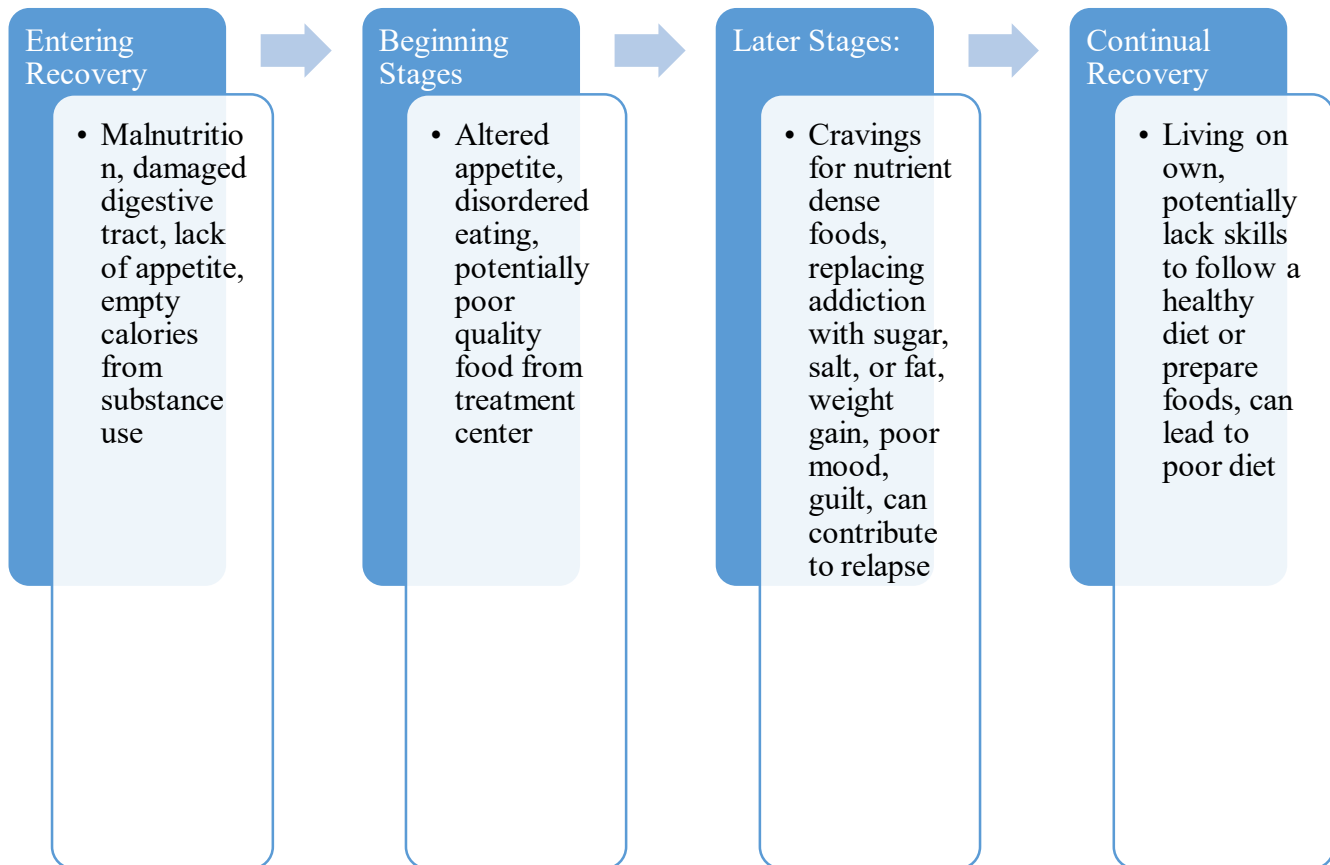 Entering
Recovery
• Malnutritio
n, damaged
digestive
tract, lack
of appetite,
empty
calories
from
substance
use
Beginning
Stages
• Altered
appetite,
disordered
eating,
potentially
poor
quality
food from
treatment
center
Later Stages:
• Cravings
for nutrient
dense
foods,
replacing
addiction
with sugar,
salt, or fat,
weight
gain, poor
mood,
guilt, can
contribute
to relapse
Continual
Recovery
• Living on
own,
potentially
lack skills
to follow a
healthy
diet or
prepare
foods, can
lead to
poor diet